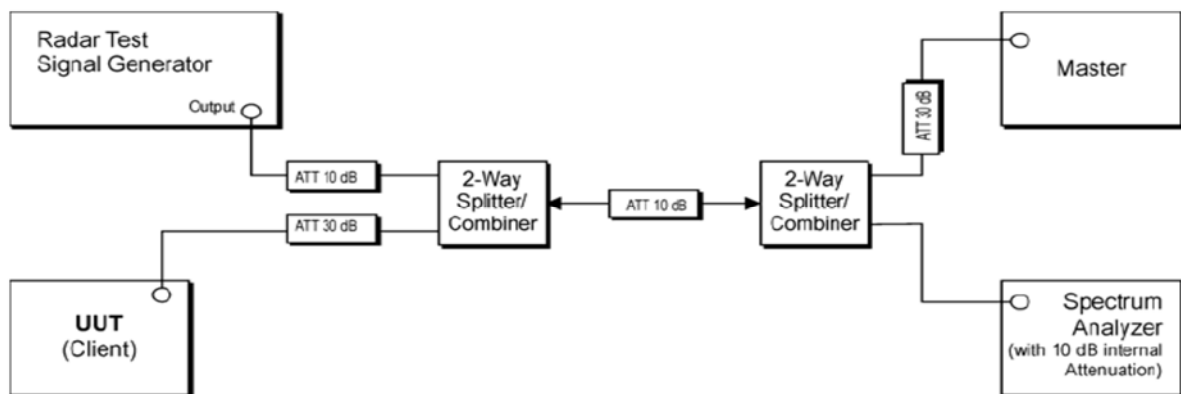 Radar Test
Signal Generator
Output
ATT 10 dB
ATT 30 dB
UUT
(Client)
2-Way
Splitter/
Combiner
ATT 10 dB
2-Way
Splitter/
Combiner
ATT 30 dB
Master
Spectrum
Analyzer
(with 10 dB internal
Attenuation)